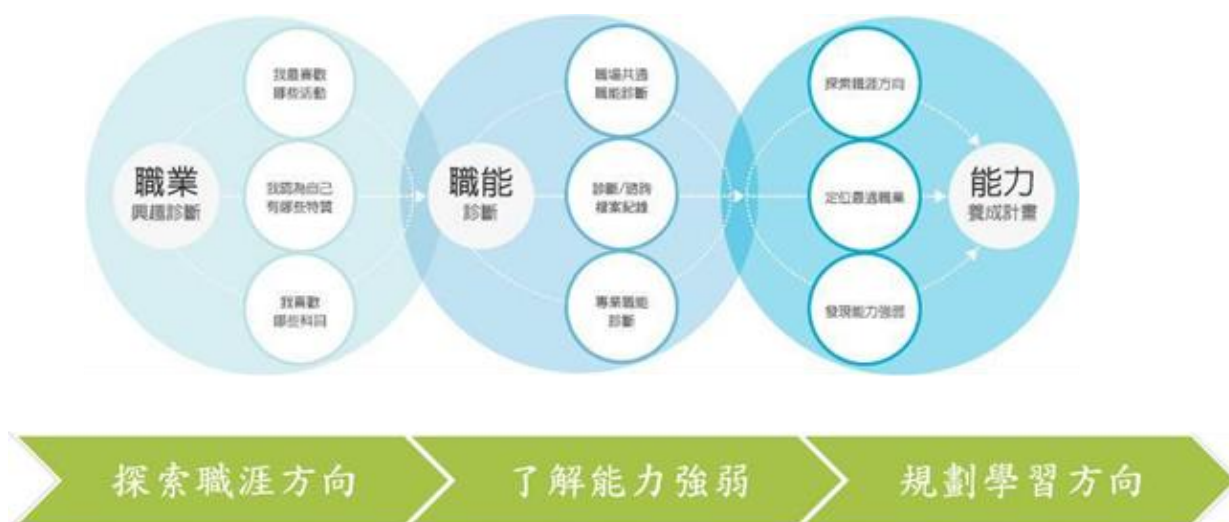 職業
興趣診斷
我最喜歡
哪些活動
我認為自己
有哪些特質
我喜歡
哪些科目
職能
診斷
職場共通
職能診斷
診斷/諮詢
檔案紀錄
專業職能
診斷
探索職涯方向
定位最適職業
發現能力強弱
能力
養成計畫
探索職涯方向
了解能力強弱
規劃學習方向